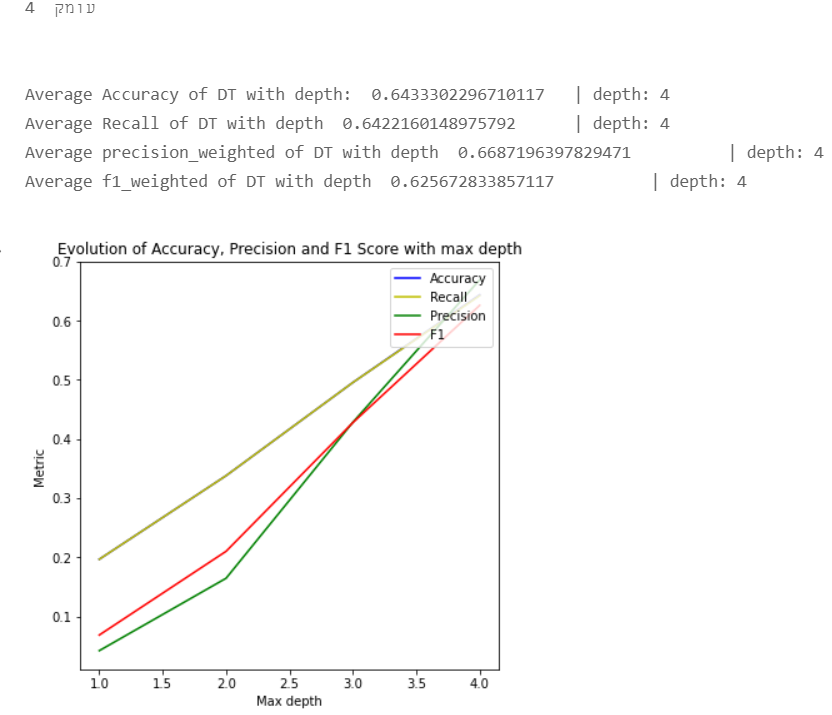 עומק 4
Average Accuracy of DT with depth: 0.6433302296710117 | depth: 4
Average Recall of DT with depth 0.6422160148975792 | depth: 4
Average precision_weighted of DT with depth 0.6687196397829471 | depth: 4
Average f1_weighted of DT with depth 0.625672833857117 | depth: 4
Evolution of Accuracy, Precision and F1 Score with max depth
Accuracy
Recall
Precision
F1
0.7
0.6
0.5
0.4
0.3
0.2
0.1
Metric
1.0 1.5 2.0 2.5 3.0 3.5 4.0
Max depth